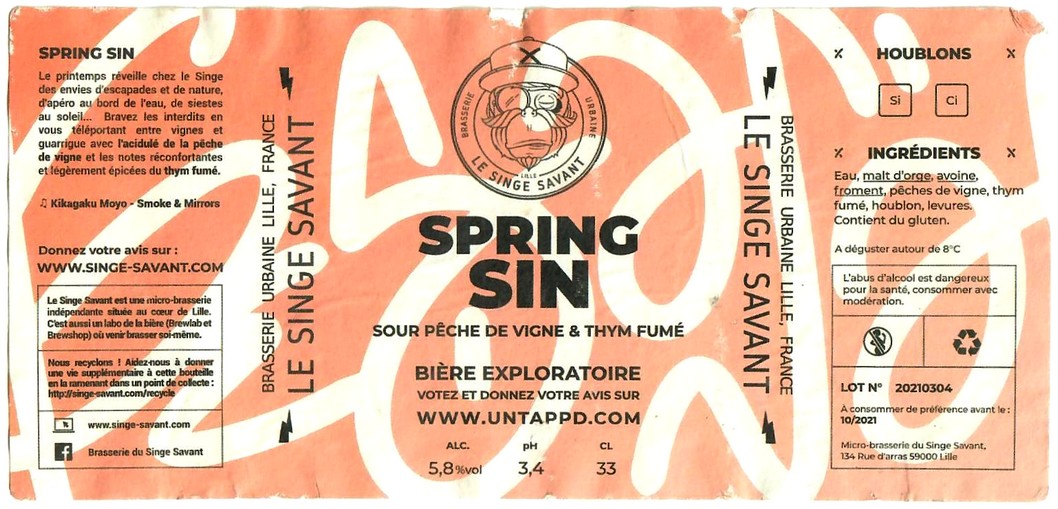 SPRING SIN
Le printemps réveille chez le Singe
des envies d'escapades et de nature,
d'apéro au bord de l'eau, de siestes
au soleil... Bravez les interdits en
vous téléportant entre vignes et
guarrigue avec l'acidulé de la pêche
de vigne et les notes réconfortantes
et légèrement épicées du thym fumé.
♫ Kikagaku Moyo - Smoke & Mirrors
Donnez votre avis sur :
WWW.SINGE-SAVANT.COM
Le Singe Savant est une micro-brasserie
indépendante située au cœur de Lille.
C'est aussi un labo de la bière (Brewlab et
Brewshop) où venir brasser soi-même.
Nous recyclons ! Aidez-nous à donner
une vie supplémentaire à cette bouteille
en la ramenant dans un point de collecte :
http://singe-savant.com/recycle
www.singe-savant.com
Brasserie du Singe Savant
BRASSERIE URBAINE LILLE, FRANCE
LE SINGE SAVANT
BRASSERIE
URBAINE
LILLE
LE SINGE SAVANT
SPRING
SIN
SOUR PÊCHE DE VIGNE & THYM FUMÉ
BIÈRE EXPLORATOIRE
VOTEZ ET DONNEZ VOTRE AVIS SUR
WWW.UNTAPPD.COM
ALC. pH CL
5,8%vol 3,4 33
LE SINGE SAVANT
BRASSERIE URBAINE LILLE, FRANCE
HOUBLONS
Si Ci
INGRÉDIENTS
Eau, malt d'orge, avoine,
froment, pêches de vigne, thym
fumé, houblon, levures.
Contient du gluten.
A déguster autour de 8°C
L'abus d'alcool est dangereux
pour la santé, consommer avec
modération.
LOT N° 20210304
A consommer de préférence avant le :
10/2021
Micro-brasserie du Singe Savant,
134 Rue d'arras 59000 Lille